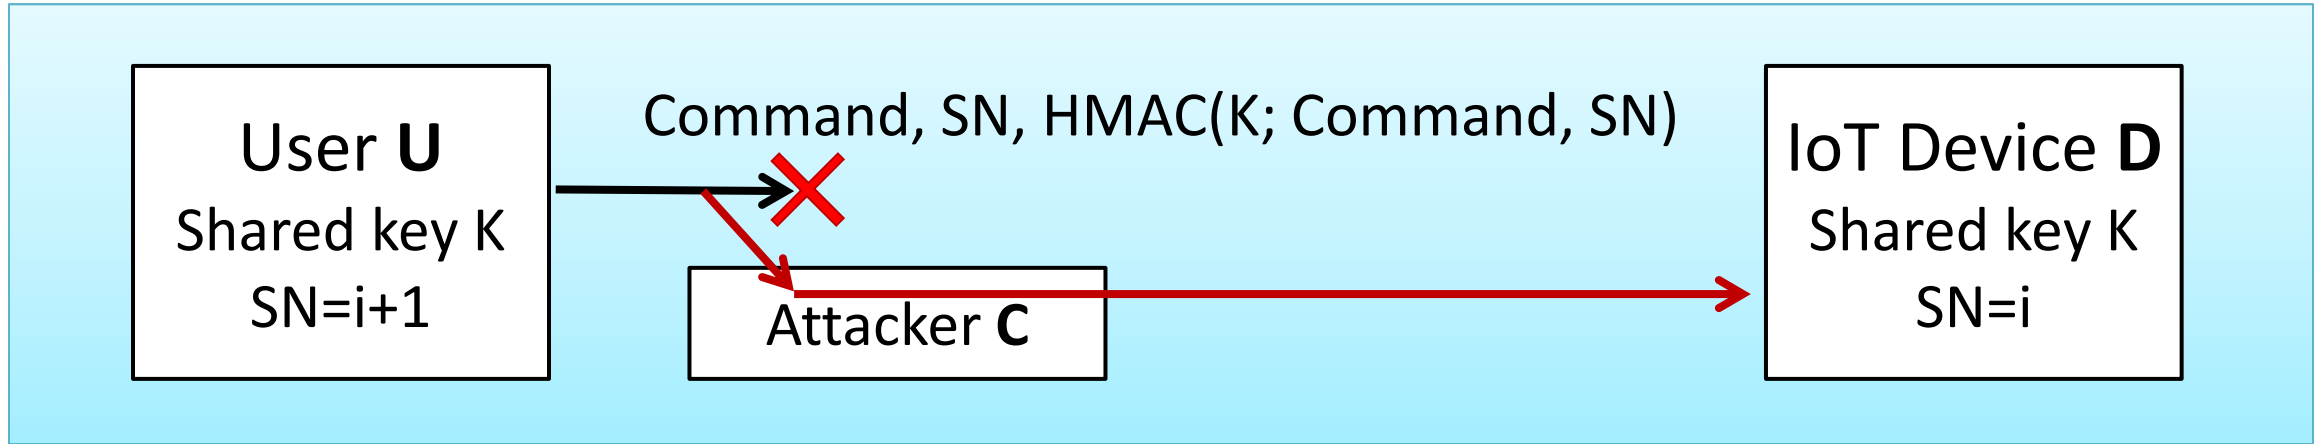 User U
Shared key K
SN=i+1
Command, SN, HMAC(K; Command, SN)
Attacker C
IoT Device D
Shared key K
SN=i